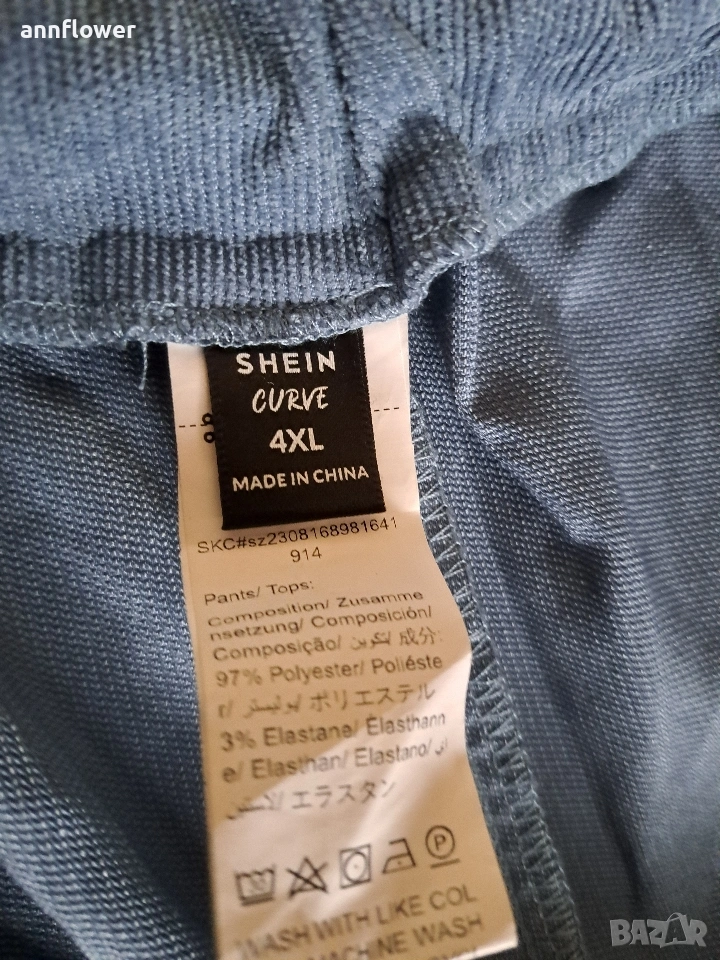 annflower
SHEIN
CURVE
4XL
MADE IN CHINA
SKC#sz2308168981641
914
Pants/ Tops:
Composition/ Zusamme
nsetzung/ Composición/
Composição/ تكوين/ 成分:
97% Polyester/ Polyéste
r/ بوليستر/ ポリエステル
3% Elastane/ Élasthann
e/ Elasthan/ Elastano/
エラスタン
P
WASH WITH LIKE COL
MACHINE WASH
BAZAR